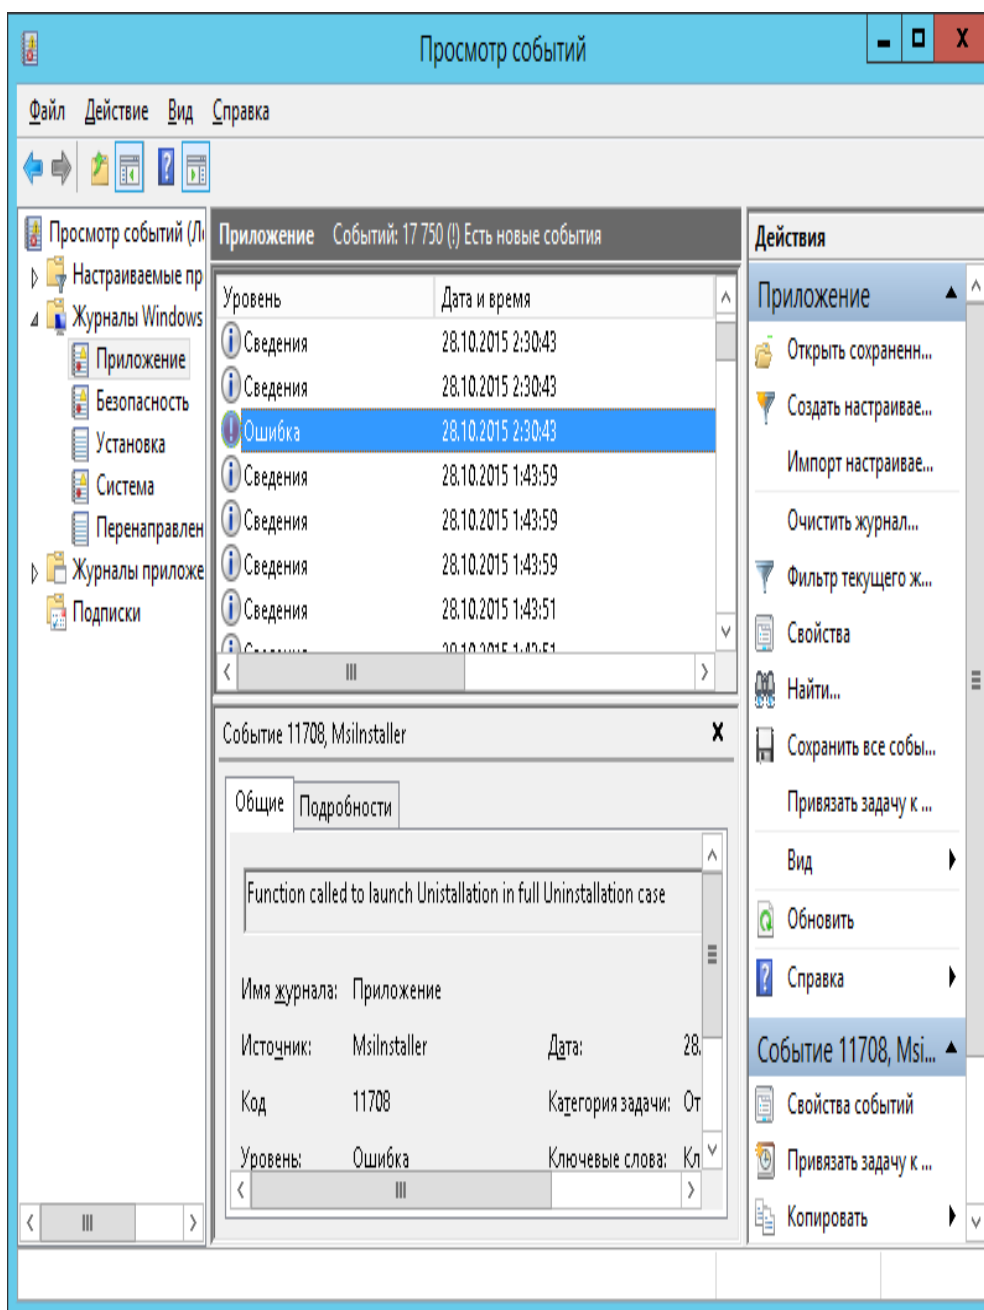 Просмотр событий
Файл Действие Вид Справка
Просмотр событий (Л
Настраиваемые пр
Журналы Windows
Приложение
Безопасность
Установка
Система
Перенаправлен
Журналы приложе
Подписки
Приложение Событий: 17 750 (!) Есть новые события
Уровень Дата и время
Сведения 28.10.2015 2:30:43
Сведения 28.10.2015 2:30:43
Ошибка 28.10.2015 2:30:43
Сведения 28.10.2015 1:43:59
Сведения 28.10.2015 1:43:59
Сведения 28.10.2015 1:43:59
Сведения 28.10.2015 1:43:51
Событие 11708, MsiInstaller
Общие Подробности
Function called to launch Unistallation in full Uninstallation case
Имя журнала: Приложение
Источник: MsiInstaller Дата: 28.
Код 11708 Категория задачи: От
Уровень: Ошибка Ключевые слова: Кл
Действия
Приложение
Открыть сохраненн...
Создать настраивае...
Импорт настраивае...
Очистить журнал...
Фильтр текущего ж...
Свойства
Найти...
Сохранить все собы...
Привязать задачу к ...
Вид
Обновить
Справка
Событие 11708, Msi...
Свойства событий
Привязать задачу к ...
Копировать